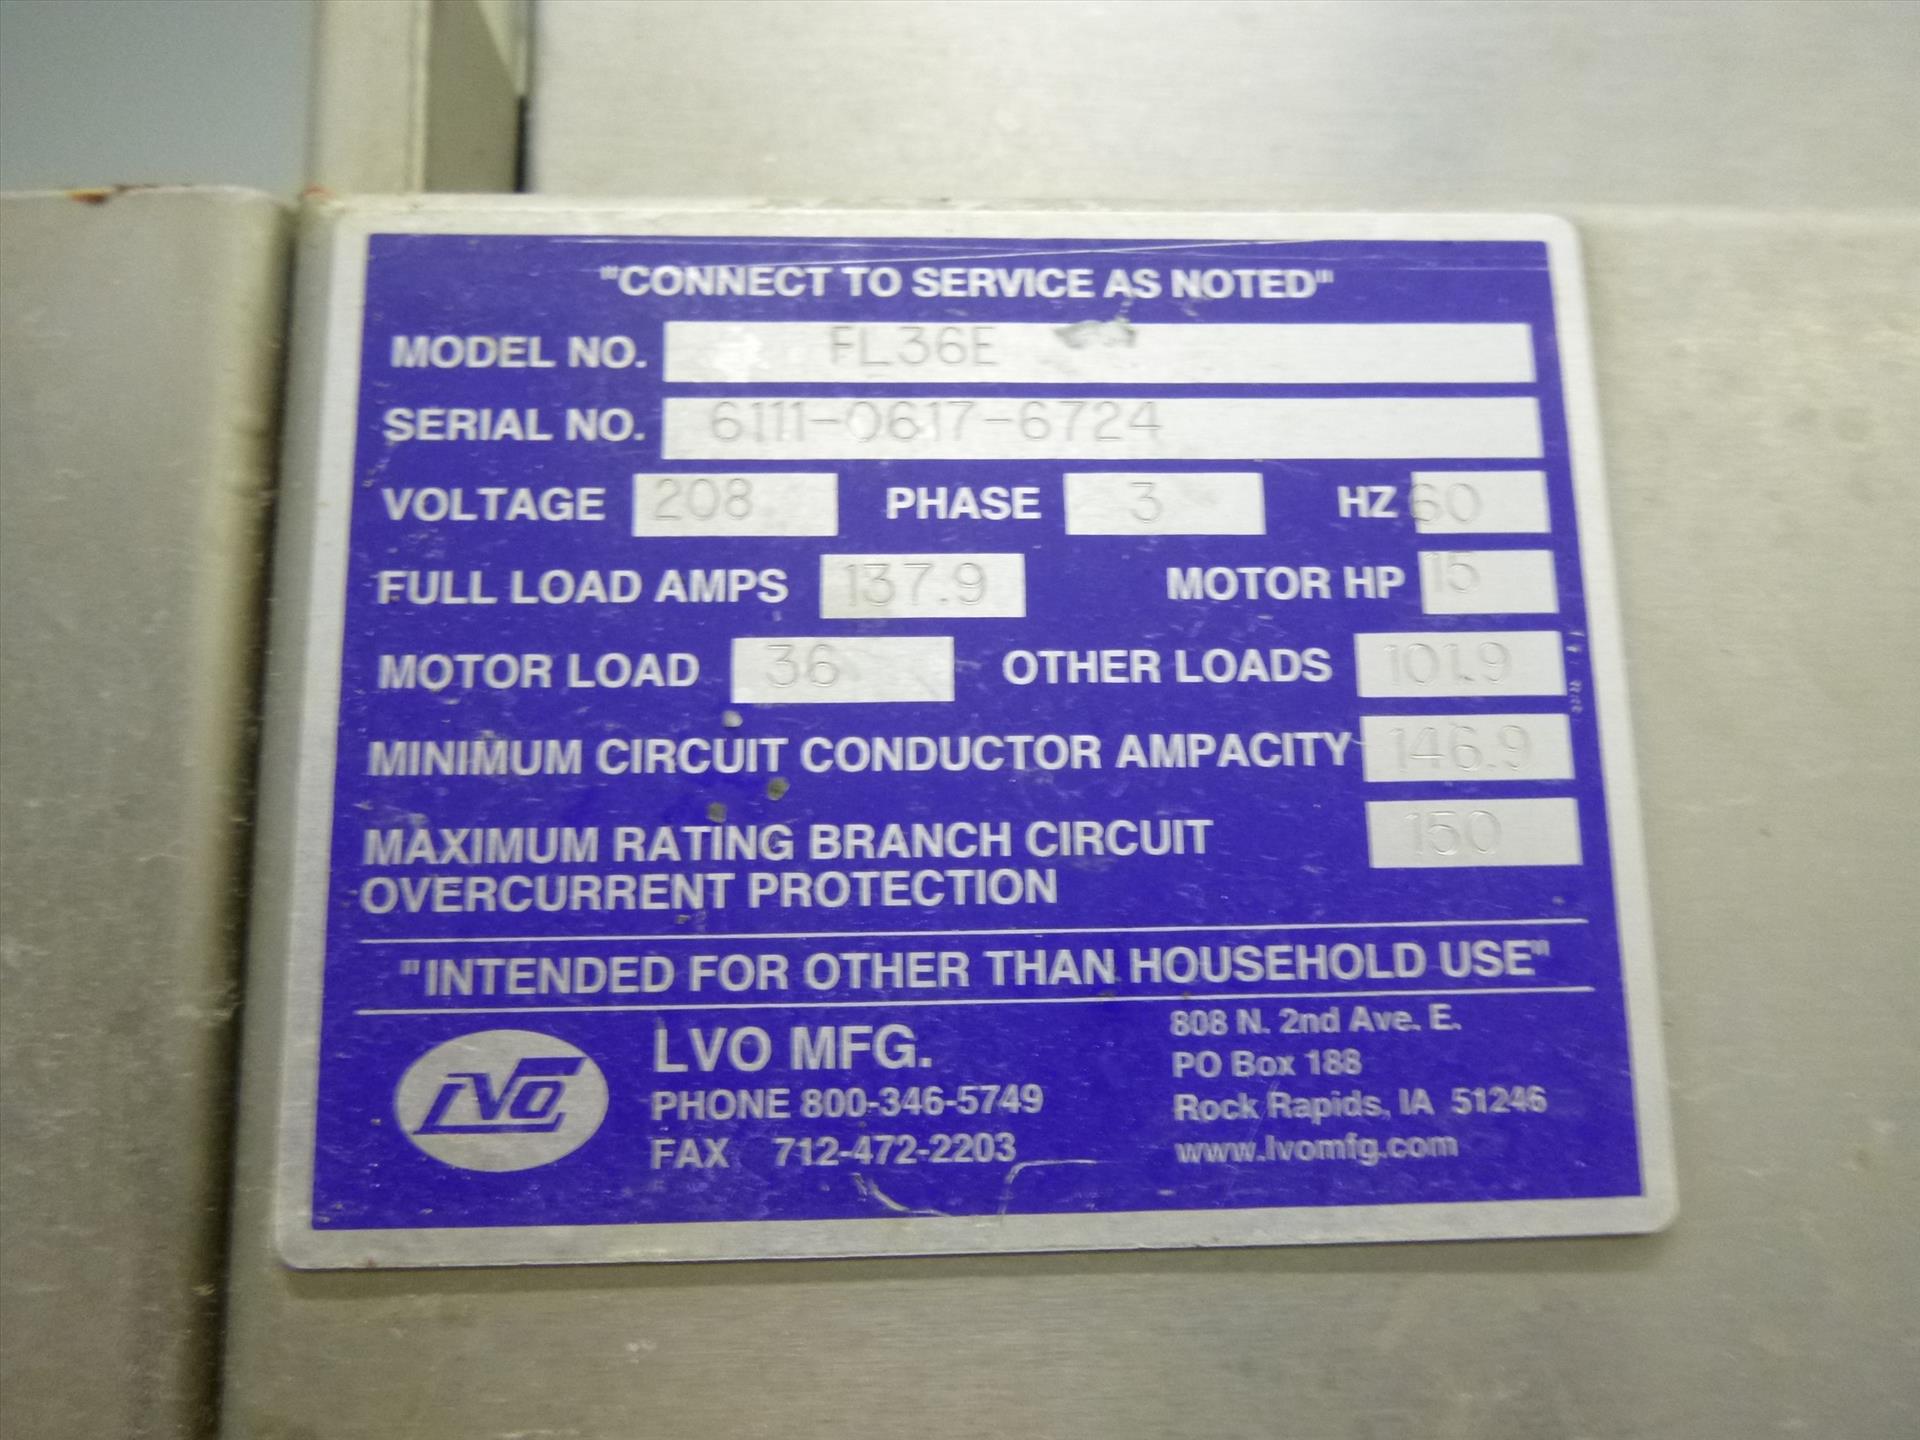 "CONNECT TO SERVICE AS NOTED"
MODEL NO. FL36E
SERIAL NO. 6111-0617-6724
VOLTAGE 208 PHASE 3 HZ 60
FULL LOAD AMPS 137.9 MOTOR HP 15
MOTOR LOAD 36 OTHER LOADS 101.9
MINIMUM CIRCUIT CONDUCTOR AMPACITY 146.9
MAXIMUM RATING BRANCH CIRCUIT 150
OVERCURRENT PROTECTION
"INTENDED FOR OTHER THAN HOUSEHOLD USE"
LVO
LVO MFG.
PHONE 800-346-5749
FAX 712-472-2203
808 N. 2nd Ave. E.
PO Box 188
Rock Rapids, IA 51246
www.lvomfg.com